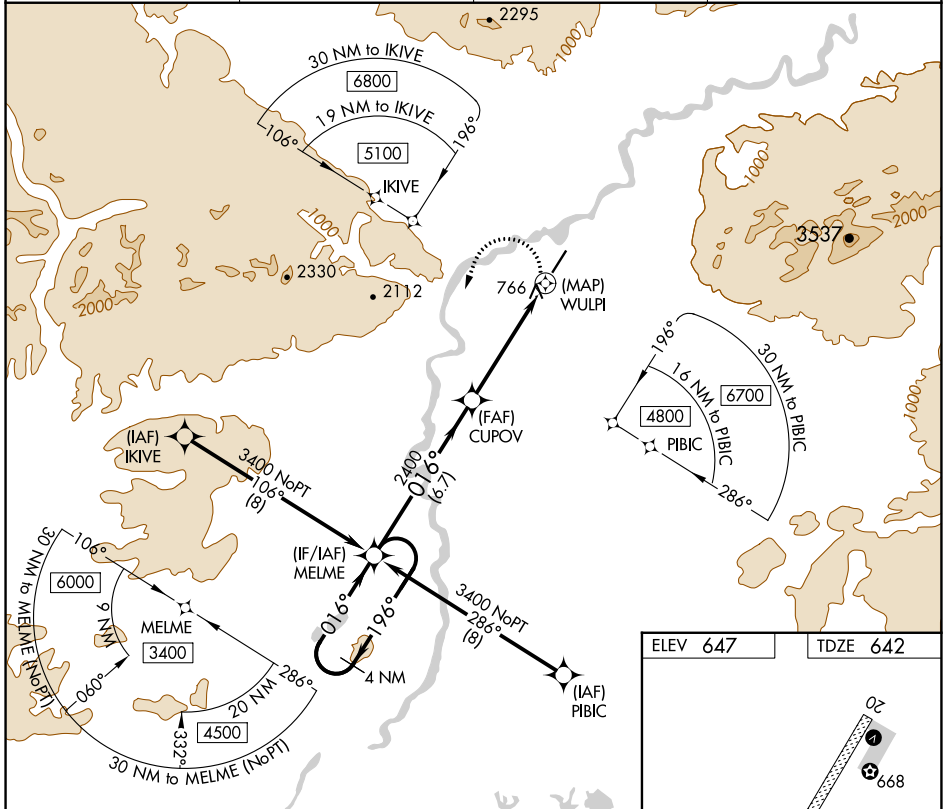 2295
1000
30 NM to IKIVE
6800
19 NM to IKIVE
106°
196°
5100
IKIVE
1000
1000
2000
3537
2330
2112
2000
766
(MAP)
WULPI
196°
30 NM to PIBIC
16 NM to PIBIC
6700
4800
PIBIC
286°
1000
(FAF)
CUPOV
(IAF)
IKIVE
3400 NoPT
106°
(8)
2400
016°
(6.7)
(IF/IAF)
MELME
3400 NoPT
286°
(8)
016°
196°
4 NM
(IAF)
PIBIC
30 NM to MELME (NoPT)
106°
6000
9 NM
MELME
3400
060°
286°
20 NM
4500
332°
30 NM to MELME (NoPT)
ELEV 647
TDZE 642
20
V
668